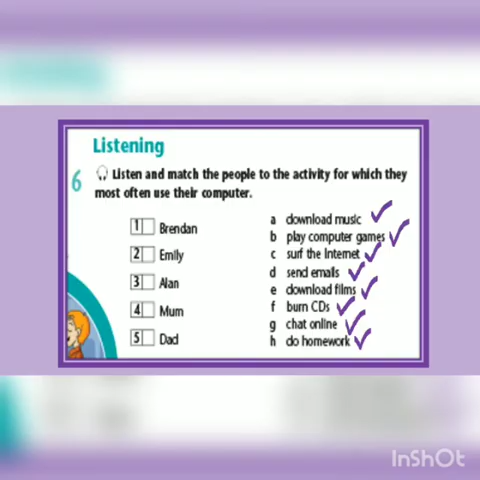 Listening
6 Listen and match the people to the activity for which they
most often use their computer.
1 Brendan
2 Emily
3 Alan
4 Mum
5 Dad
a download music
b play computer games
c surf the Internet
d send emails
e download films
f burn CDs
g chat online
h do homework
InShOt